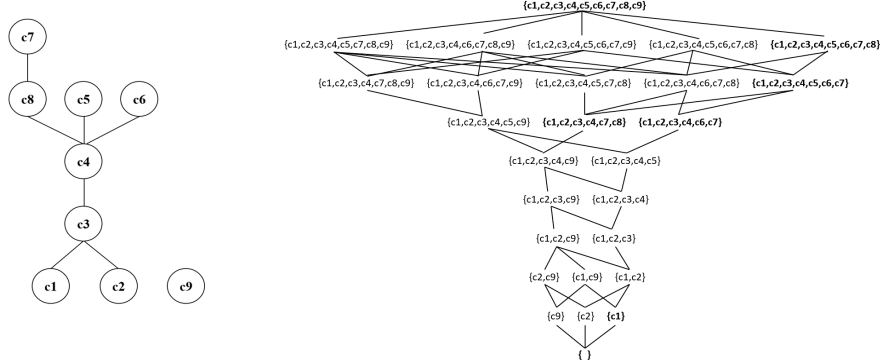 c7
c8 c5 c6
c4
c3
c1 c2 c9
{c1,c2,c3,c4,c5,c6,c7,c8,c9}
{c1,c2,c3,c4,c5,c7,c8,c9} {c1,c2,c3,c4,c6,c7,c8,c9} {c1,c2,c3,c4,c5,c6,c7,c9} {c1,c2,c3,c4,c5,c6,c7,c8} {c1,c2,c3,c4,c5,c6,c7,c8}
{c1,c2,c3,c4,c7,c8,c9} {c1,c2,c3,c4,c6,c7,c9} {c1,c2,c3,c4,c5,c7,c8} {c1,c2,c3,c4,c6,c7,c8} {c1,c2,c3,c4,c5,c6,c7}
{c1,c2,c3,c4,c5,c9} {c1,c2,c3,c4,c7,c8} {c1,c2,c3,c4,c6,c7}
{c1,c2,c3,c4,c9} {c1,c2,c3,c4,c5}
{c1,c2,c3,c9} {c1,c2,c3,c4}
{c1,c2,c9} {c1,c2,c3}
{c2,c9} {c1,c9} {c1,c2}
{c9} {c2} {c1}
{ }